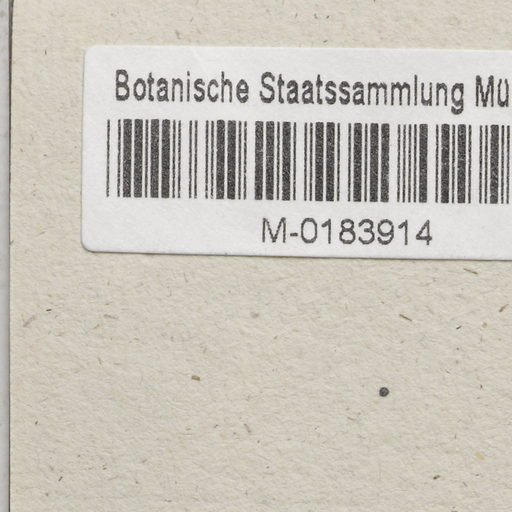 Botanische Staatssammlung Mü
M-0183914